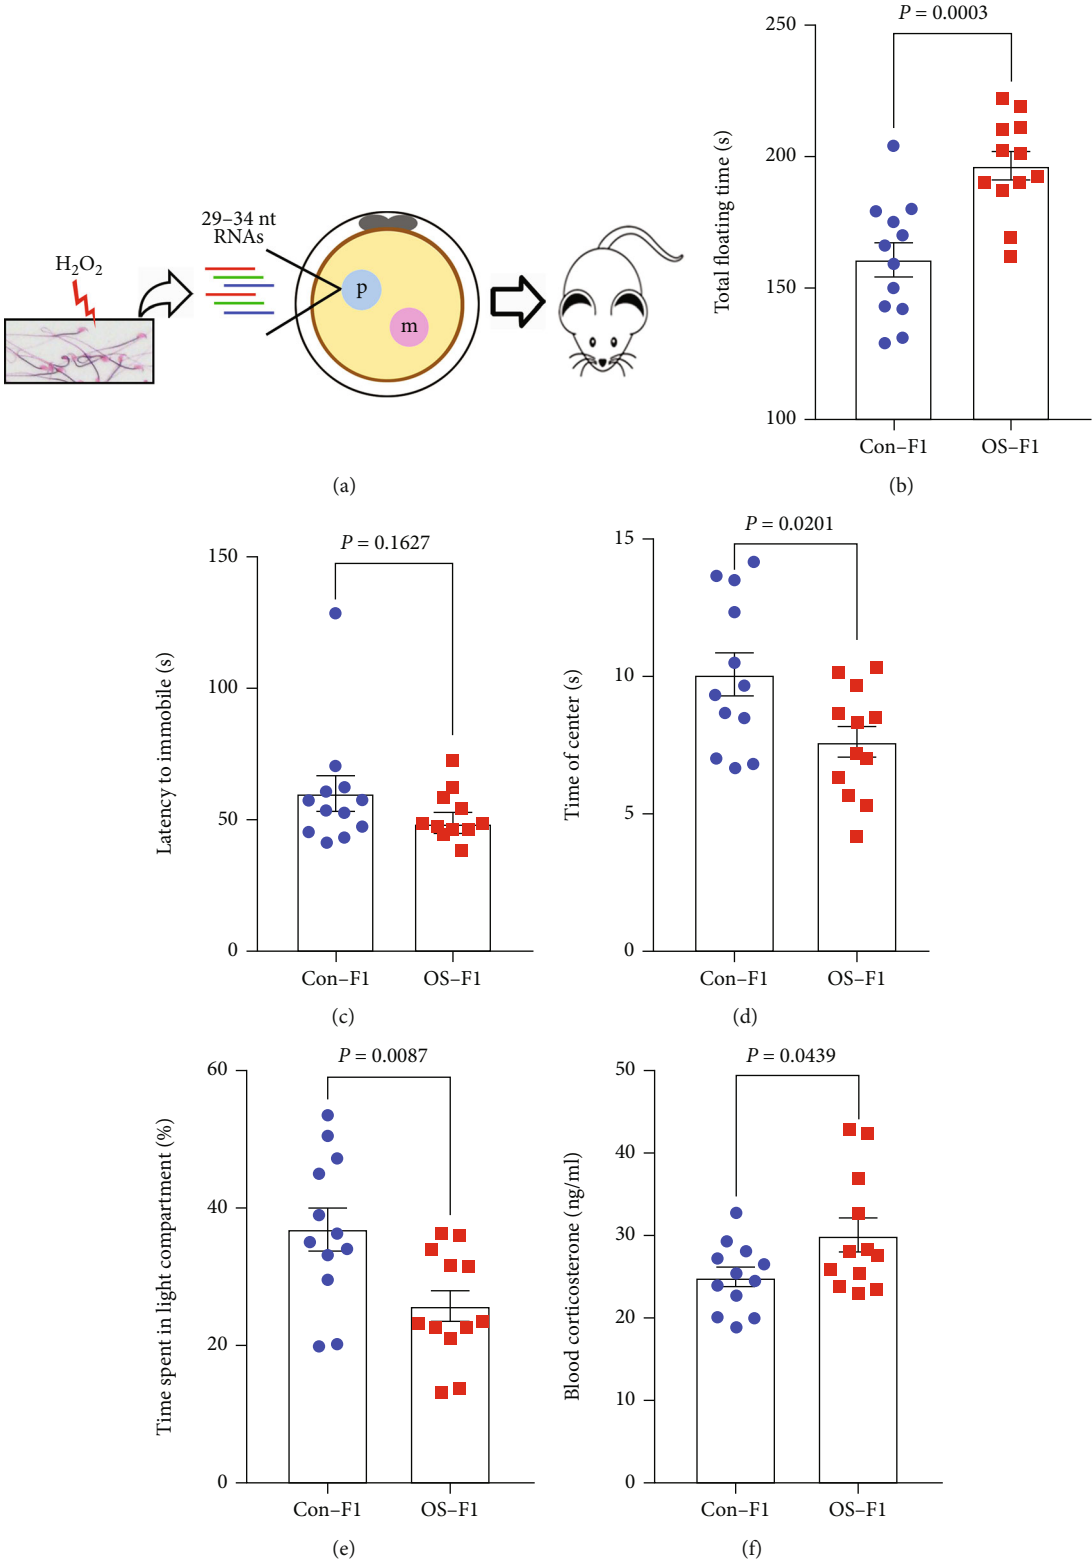 29–34 nt
RNAs
H₂O₂
p
m
(a)
P = 0.0003
250
200
150
100
Total floating time (s)
Con–F1
OS–F1
(b)
P = 0.1627
150
100
50
0
Latency to immobile (s)
Con–F1
OS–F1
(c)
P = 0.0201
15
10
5
0
Time of center (s)
Con–F1
OS–F1
(d)
P = 0.0087
60
40
20
0
Time spent in light compartment (%)
Con–F1
OS–F1
(e)
P = 0.0439
50
40
30
20
10
0
Blood corticosterone (ng/ml)
Con–F1
OS–F1
(f)